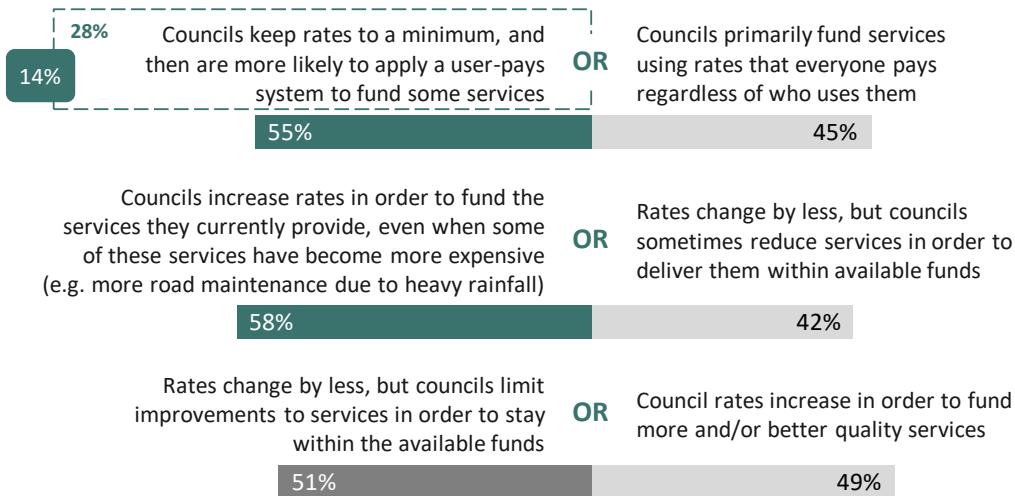 28%
14%
Councils keep rates to a minimum, and
then are more likely to apply a user-pays
system to fund some services
OR
Councils primarily fund services
using rates that everyone pays
regardless of who uses them
55%
45%
Councils increase rates in order to fund the
services they currently provide, even when some
of these services have become more expensive
(e.g. more road maintenance due to heavy rainfall)
OR
Rates change by less, but councils
sometimes reduce services in order to
deliver them within available funds
58%
42%
Rates change by less, but councils limit
improvements to services in order to stay
within the available funds
OR
Council rates increase in order to fund
more and/or better quality services
51%
49%